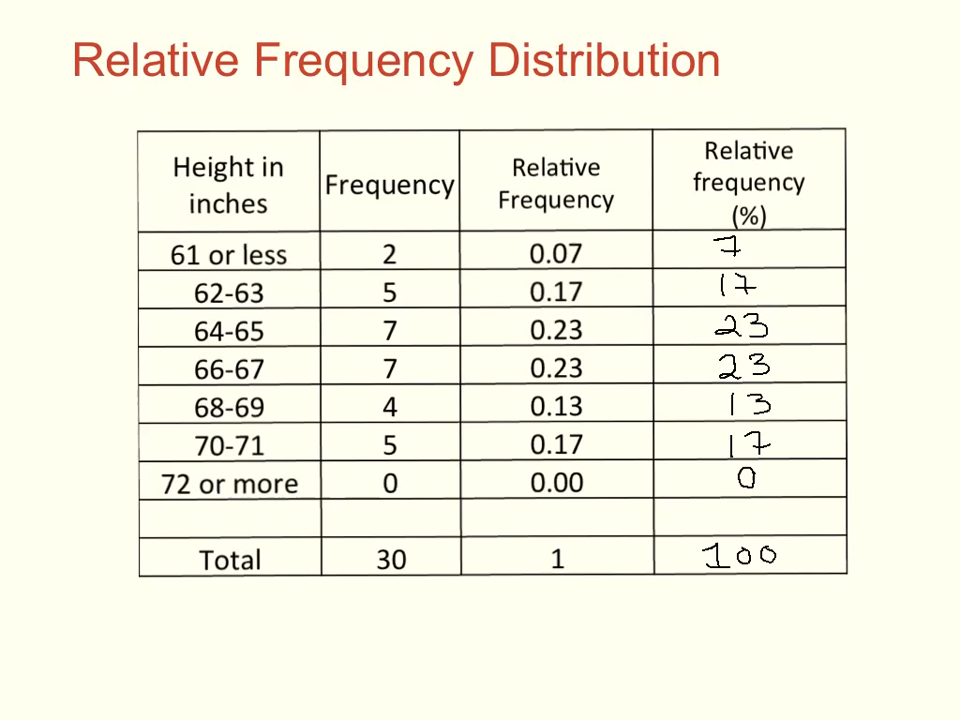 Relative Frequency Distribution
Height in inches | Frequency | Relative Frequency | Relative frequency (%)
61 or less | 2 | 0.07 | 7
62-63 | 5 | 0.17 | 17
64-65 | 7 | 0.23 | 23
66-67 | 7 | 0.23 | 23
68-69 | 4 | 0.13 | 13
70-71 | 5 | 0.17 | 17
72 or more | 0 | 0.00 | 0
Total | 30 | 1 | 100